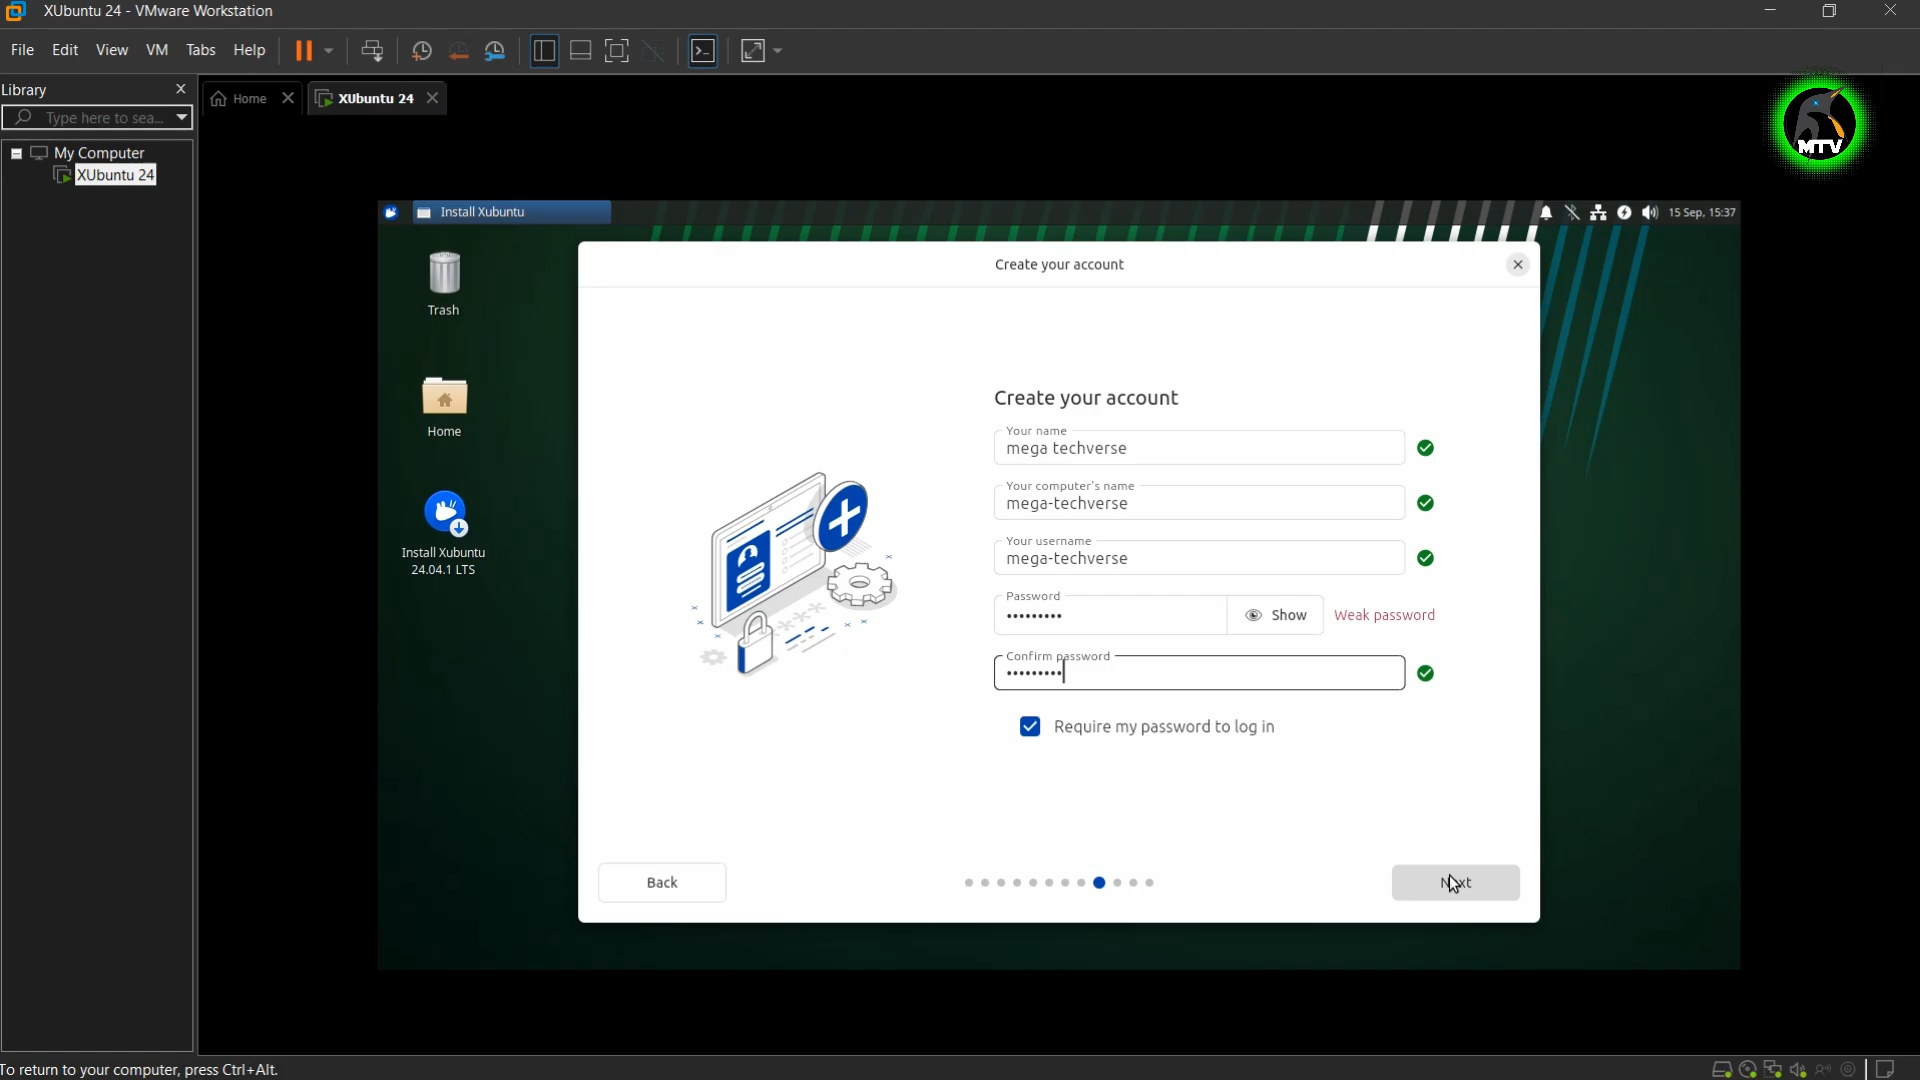 XUbuntu 24 - VMware Workstation
File Edit View VM Tabs Help
Library
Type here to sea...
My Computer
XUbuntu 24
Home
XUbuntu 24
MTV
Install Xubuntu
15 Sep, 15:37
Trash
Home
Install Xubuntu
24.04.1 LTS
Create your account
Create your account
Your name
mega techverse
Your computer's name
mega-techverse
Your username
mega-techverse
Password
•••••••••
Show
Weak password
Confirm password
•••••••••
Require my password to log in
Back
Next
To return to your computer, press Ctrl+Alt.